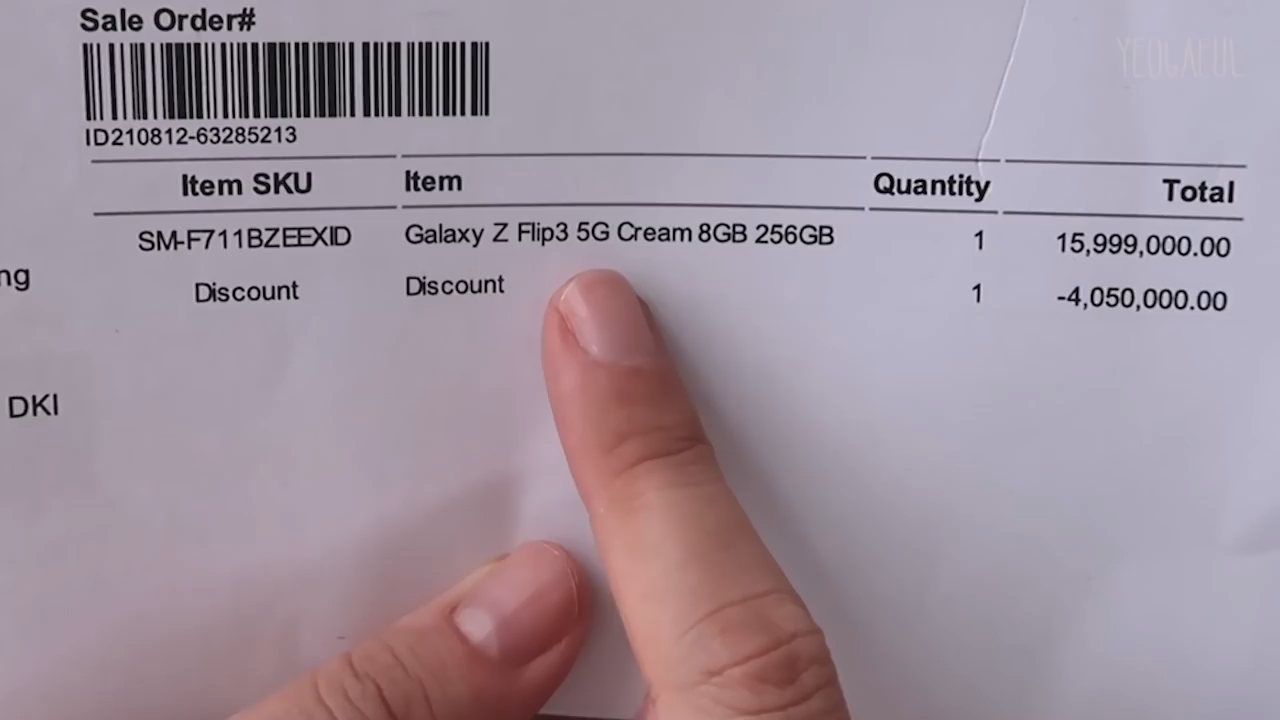 Sale Order#
ID210812-63285213
Item SKU Item Quantity Total
SM-F711BZEEXID Galaxy Z Flip3 5G Cream 8GB 256GB 1 15,999,000.00
ng
Discount Discount 1 -4,050,000.00
DKI
YEOGAEUL